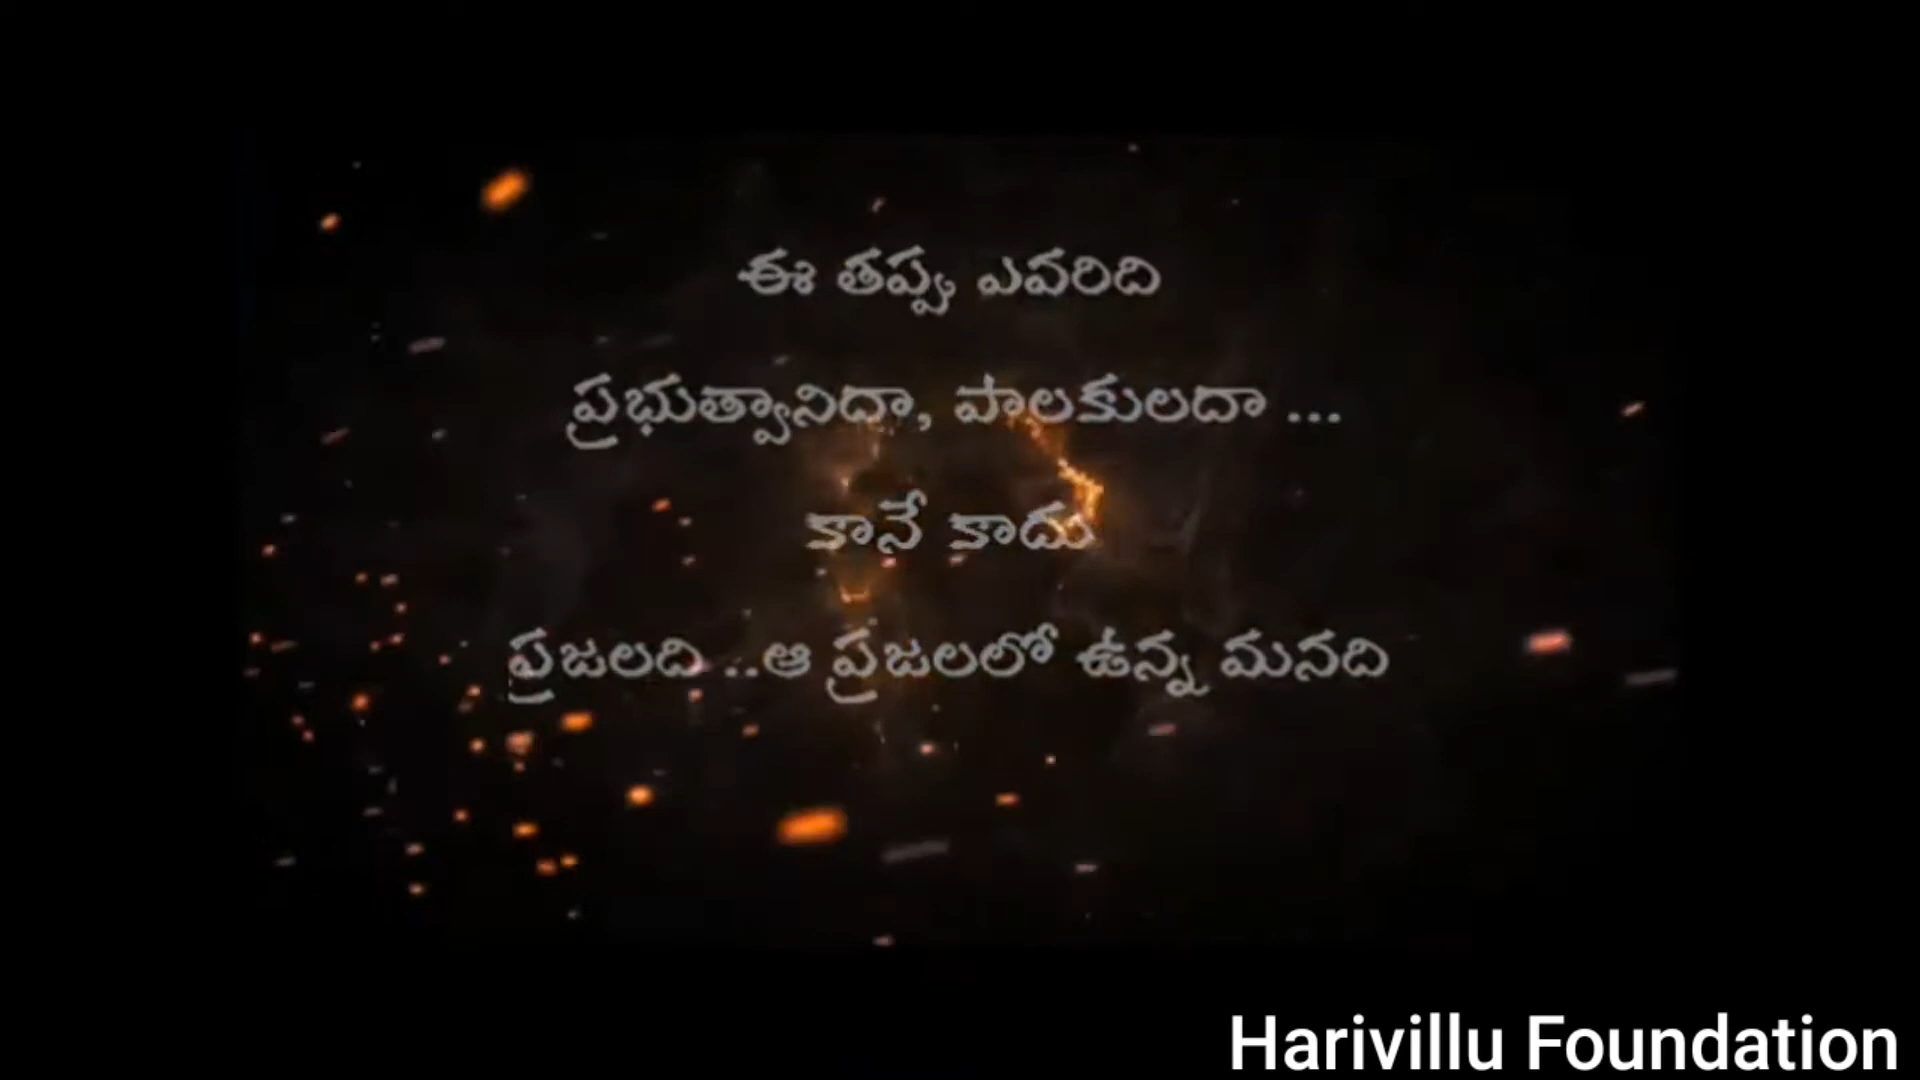 ఈ తప్పు ఎవరిది
ప్రభుత్వానిదా, పాలకులదా ...
కానే కాదు
ప్రజలది ..ఆ ప్రజలలో ఉన్న మనది
Harivillu Foundation